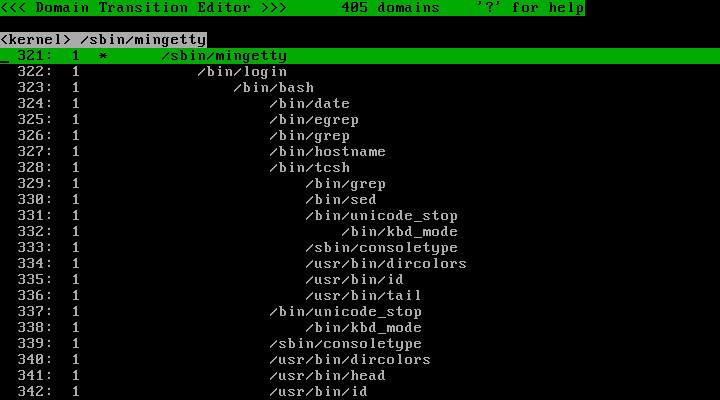 <<< Domain Transition Editor >>>      405 domains    '?' for help
<kernel> /sbin/mingetty
_ 321:  1  *      /sbin/mingetty
  322:  1             /bin/login
  323:  1                 /bin/bash
  324:  1                     /bin/date
  325:  1                     /bin/egrep
  326:  1                     /bin/grep
  327:  1                     /bin/hostname
  328:  1                     /bin/tcsh
  329:  1                         /bin/grep
  330:  1                         /bin/sed
  331:  1                         /bin/unicode_stop
  332:  1                             /bin/kbd_mode
  333:  1                         /sbin/consoletype
  334:  1                         /usr/bin/dircolors
  335:  1                         /usr/bin/id
  336:  1                         /usr/bin/tail
  337:  1                     /bin/unicode_stop
  338:  1                         /bin/kbd_mode
  339:  1                     /sbin/consoletype
  340:  1                     /usr/bin/dircolors
  341:  1                     /usr/bin/head
  342:  1                     /usr/bin/id